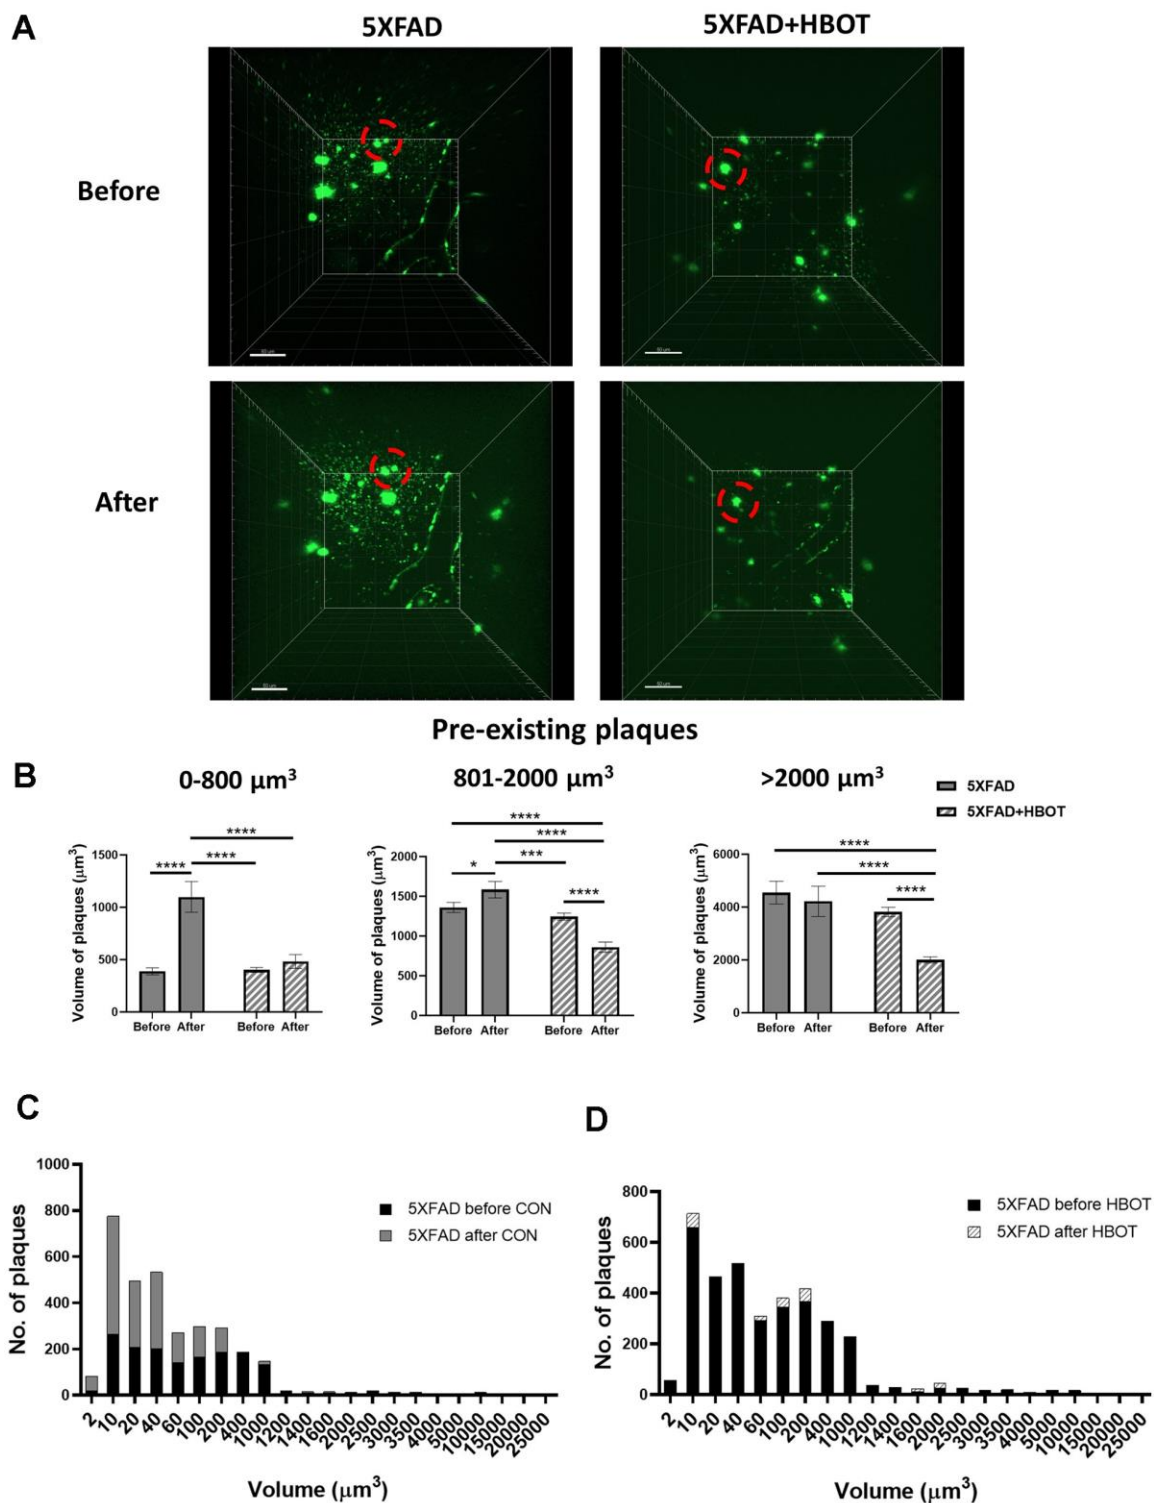 A
5XFAD
5XFAD+HBOT
Before
After
Pre-existing plaques
B
0-800 μm³
801-2000 μm³
>2000 μm³
5XFAD
5XFAD+HBOT
Volume of plaques (μm³)
1500
1000
500
0
****
****
****
Before After Before After
Volume of plaques (μm³)
2000
1500
1000
500
0
****
****
***
*
****
Before After Before After
Volume of plaques (μm³)
6000
4000
2000
0
****
****
****
Before After Before After
C
No. of plaques
1000
800
600
400
200
0
5XFAD before CON
5XFAD after CON
2 10 20 40 60 100 200 400 1000 1200 1400 1600 2000 2500 3000 3500 4000 5000 10000 15000 20000 25000
Volume (μm³)
D
No. of plaques
800
600
400
200
0
5XFAD before HBOT
5XFAD after HBOT
2 10 20 40 60 100 200 400 1000 1200 1400 1600 2000 2500 3000 3500 4000 5000 10000 15000 20000 25000
Volume (μm³)